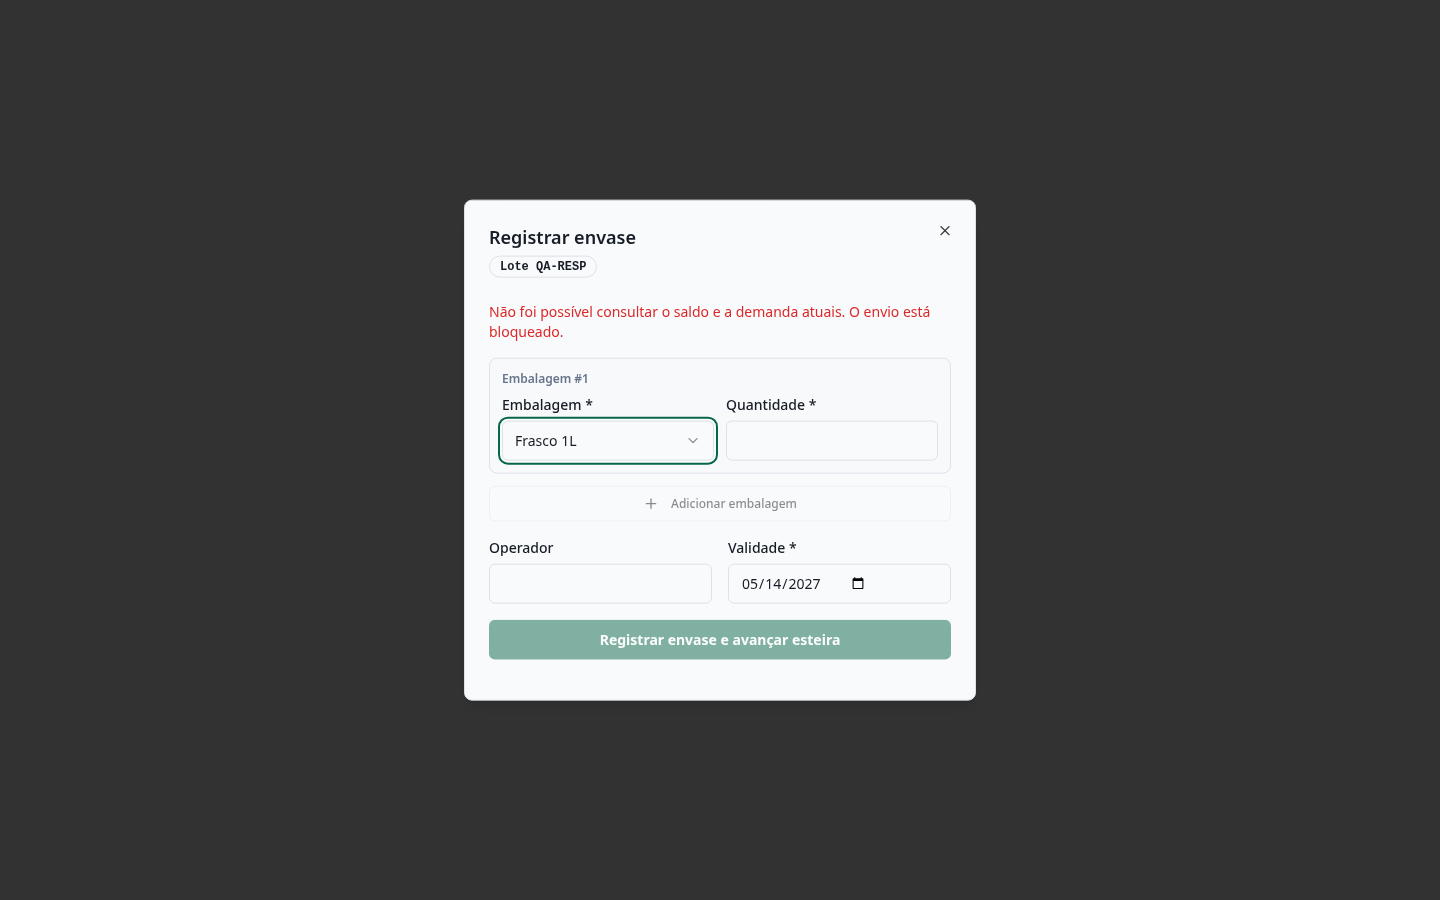 Registrar envase
Lote QA-RESP
Não foi possível consultar o saldo e a demanda atuais. O envio está
bloqueado.
Embalagem #1
Embalagem * Quantidade *
Frasco 1L
Adicionar embalagem
Operador Validade *
05/14/2027
Registrar envase e avançar esteira